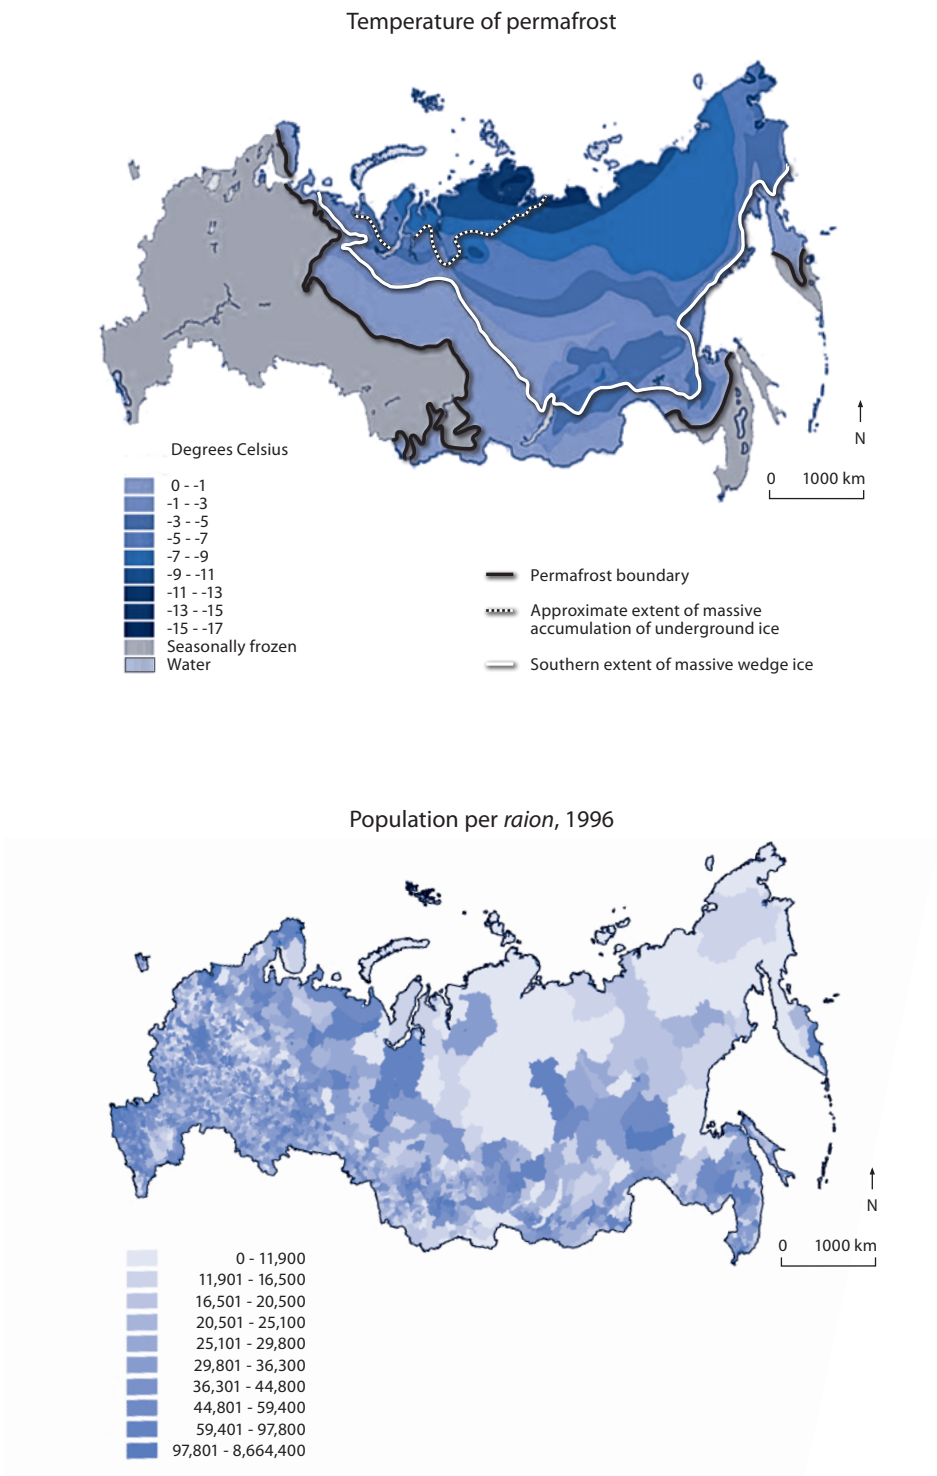 Temperature of permafrost
N
0 1000 km
Degrees Celsius
0 - -1
-1 - -3
-3 - -5
-5 - -7
-7 - -9
-9 - -11
-11 - -13
-13 - -15
-15 - -17
Seasonally frozen
Water
Permafrost boundary
Approximate extent of massive
accumulation of underground ice
Southern extent of massive wedge ice
Population per raion, 1996
N
0 1000 km
0 - 11,900
11,901 - 16,500
16,501 - 20,500
20,501 - 25,100
25,101 - 29,800
29,801 - 36,300
36,301 - 44,800
44,801 - 59,400
59,401 - 97,800
97,801 - 8,664,400